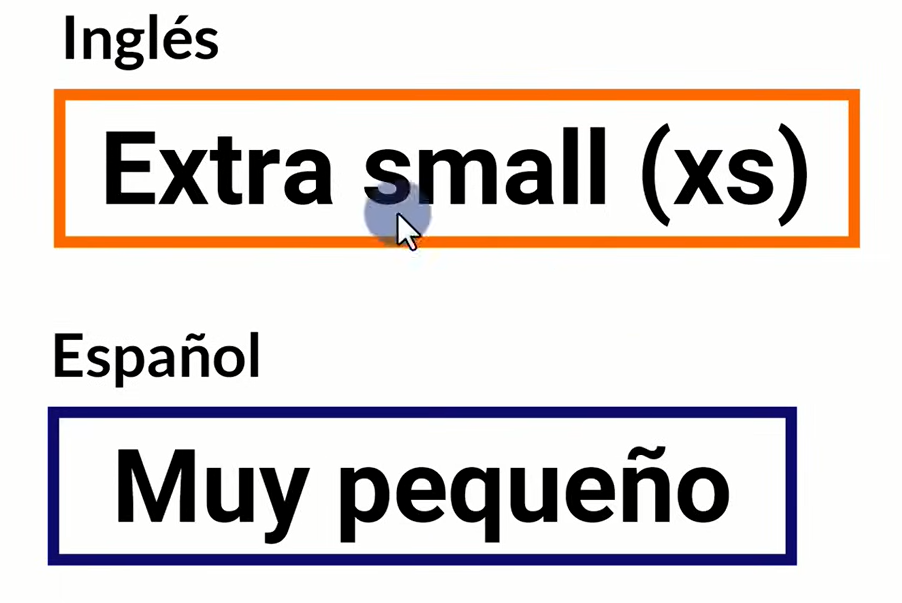 Inglés
Extra small (xs)
Español
Muy pequeño